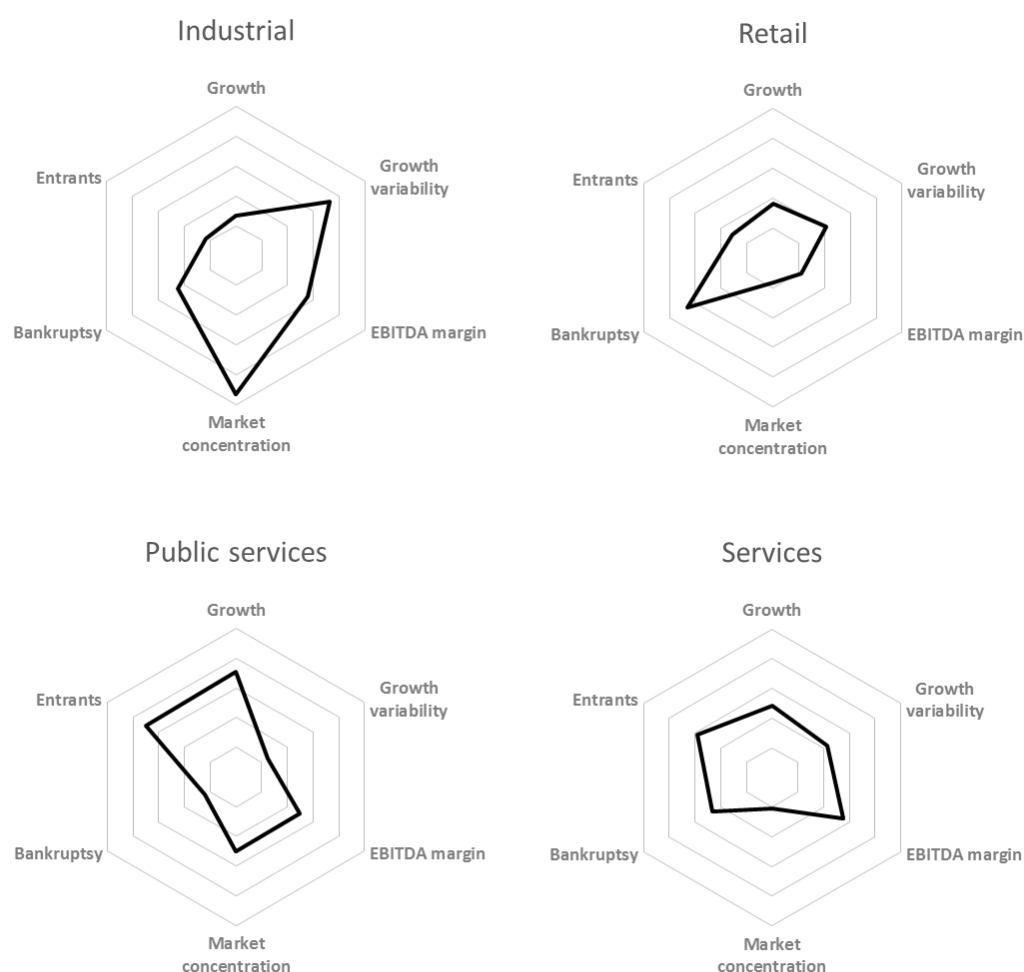 Industrial
Growth
Growth
variability
Entrants
Bankruptsy
EBITDA margin
Market
concentration
Retail
Growth
Growth
variability
Entrants
Bankruptsy
EBITDA margin
Market
concentration
Public services
Growth
Growth
variability
Entrants
Bankruptsy
EBITDA margin
Market
concentration
Services
Growth
Growth
variability
Entrants
Bankruptsy
EBITDA margin
Market
concentration